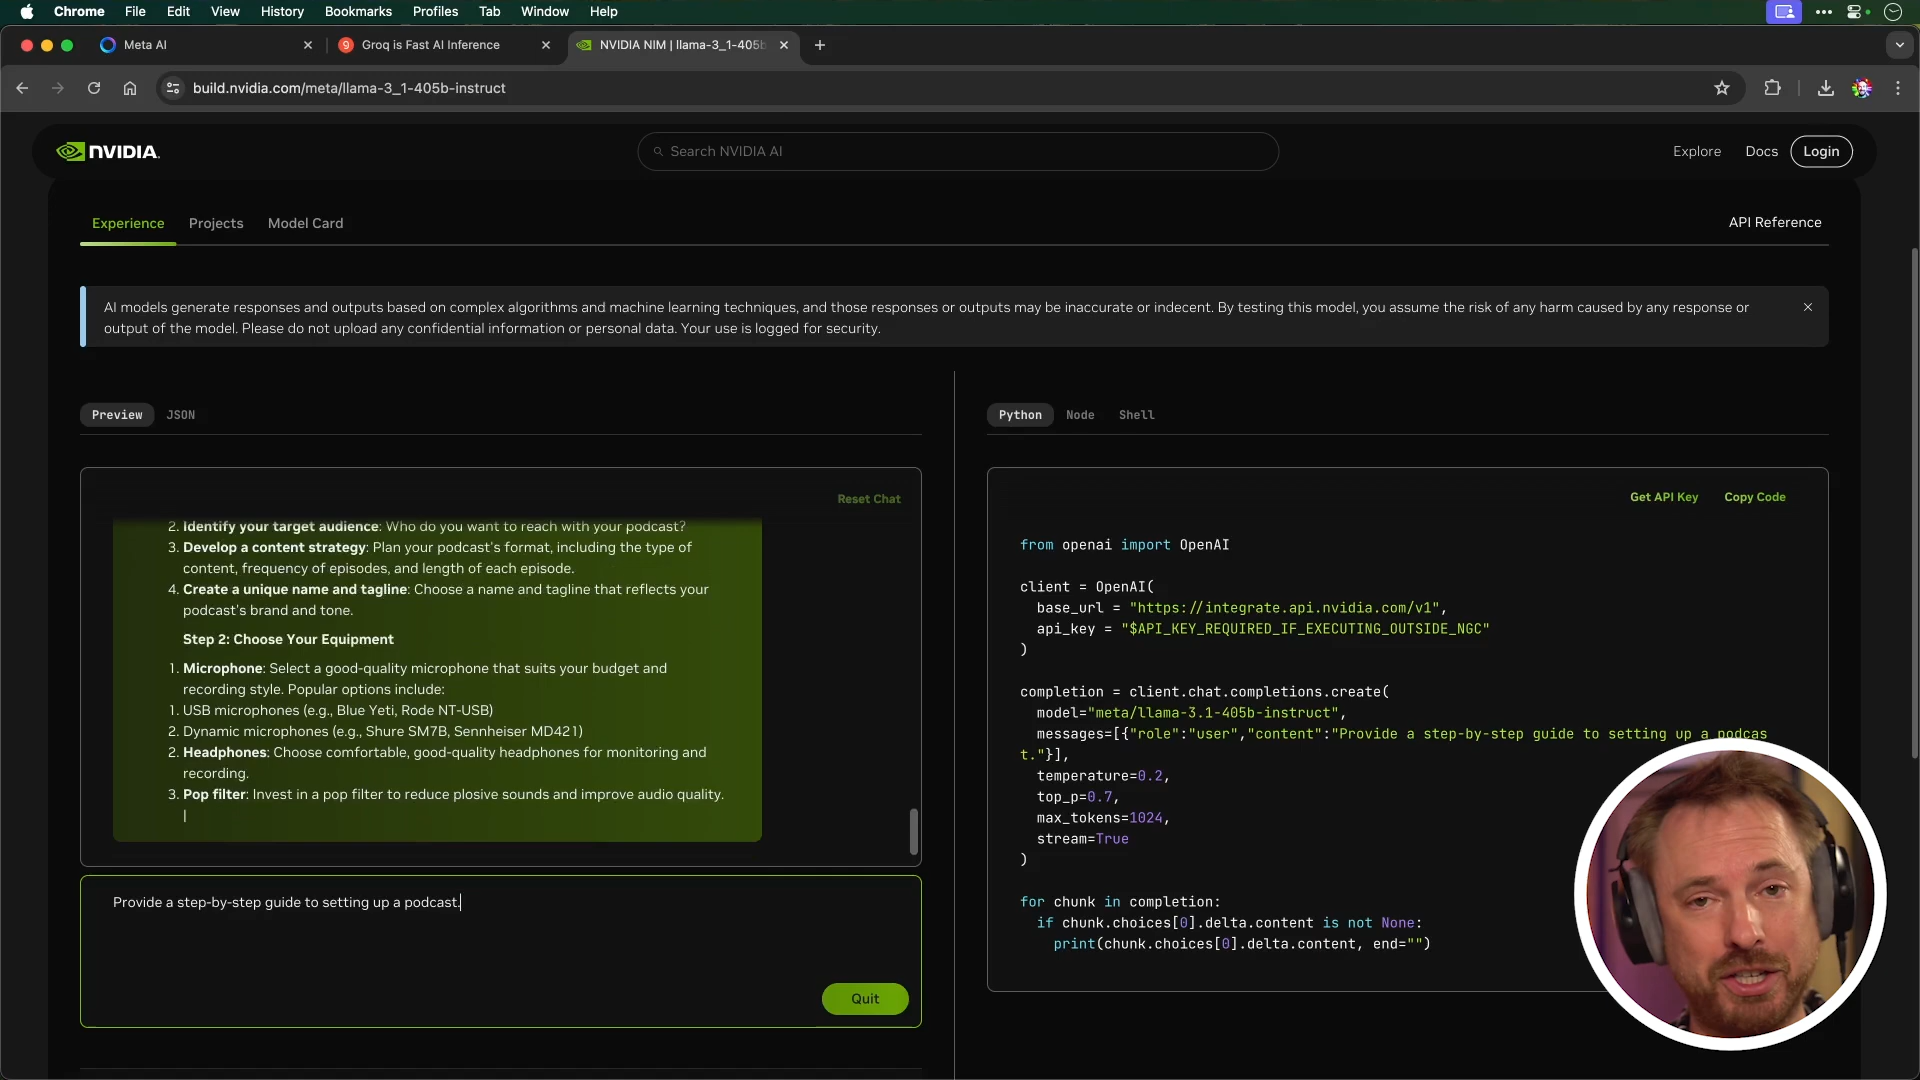 Chrome File Edit View History Bookmarks Profiles Tab Window Help
Meta AI
9 Groq is Fast AI Inference
NVIDIA NIM | llama-3_1-405b
build.nvidia.com/meta/llama-3_1-405b-instruct
NVIDIA.
Search NVIDIA AI
Explore Docs Login
Experience Projects Model Card
API Reference
AI models generate responses and outputs based on complex algorithms and machine learning techniques, and those responses or outputs may be inaccurate or indecent. By testing this model, you assume the risk of any harm caused by any response or
output of the model. Please do not upload any confidential information or personal data. Your use is logged for security.
Preview JSON
Reset Chat
2. Identify your target audience: Who do you want to reach with your podcast?
3. Develop a content strategy: Plan your podcast's format, including the type of
content, frequency of episodes, and length of each episode.
4. Create a unique name and tagline: Choose a name and tagline that reflects your
podcast's brand and tone.
Step 2: Choose Your Equipment
1. Microphone: Select a good-quality microphone that suits your budget and
recording style. Popular options include:
1. USB microphones (e.g., Blue Yeti, Rode NT-USB)
2. Dynamic microphones (e.g., Shure SM7B, Sennheiser MD421)
2. Headphones: Choose comfortable, good-quality headphones for monitoring and
recording.
3. Pop filter: Invest in a pop filter to reduce plosive sounds and improve audio quality.
Provide a step-by-step guide to setting up a podcast.
Quit
Python Node Shell
Get API Key Copy Code
from openai import OpenAI
client = OpenAI(
base_url = "https://integrate.api.nvidia.com/v1",
api_key = "$API_KEY_REQUIRED_IF_EXECUTING_OUTSIDE_NGC"
)
completion = client.chat.completions.create(
model="meta/llama-3.1-405b-instruct",
messages=[{"role":"user","content":"Provide a step-by-step guide to setting up a podcas
t."}],
temperature=0.2,
top_p=0.7,
max_tokens=1024,
stream=True
)
for chunk in completion:
if chunk.choices[0].delta.content is not None:
print(chunk.choices[0].delta.content, end="")